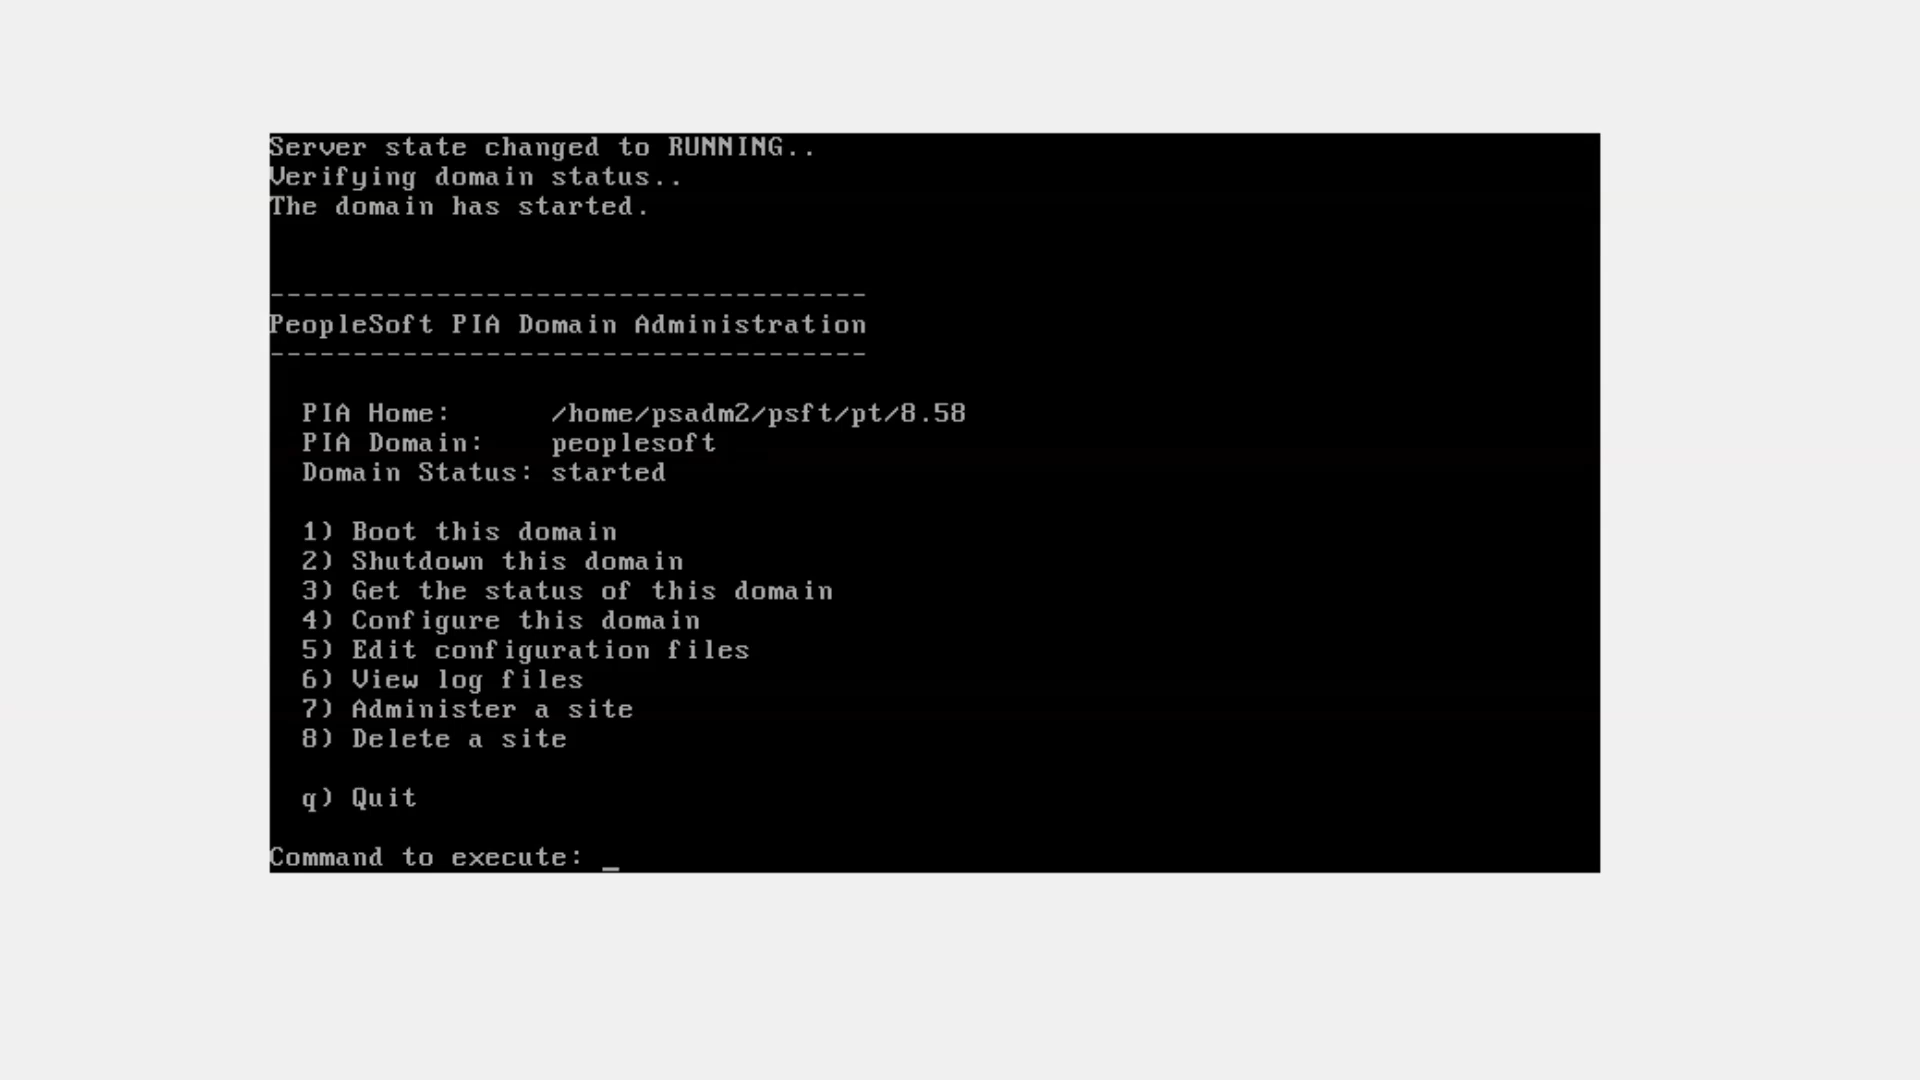 Server state changed to RUNNING..
Verifying domain status..
The domain has started.
------------------------------------
PeopleSoft PIA Domain Administration
------------------------------------
PIA Home:      /home/psadm2/psft/pt/8.58
PIA Domain:    peoplesoft
Domain Status: started
1) Boot this domain
2) Shutdown this domain
3) Get the status of this domain
4) Configure this domain
5) Edit configuration files
6) View log files
7) Administer a site
8) Delete a site
q) Quit
Command to execute: _